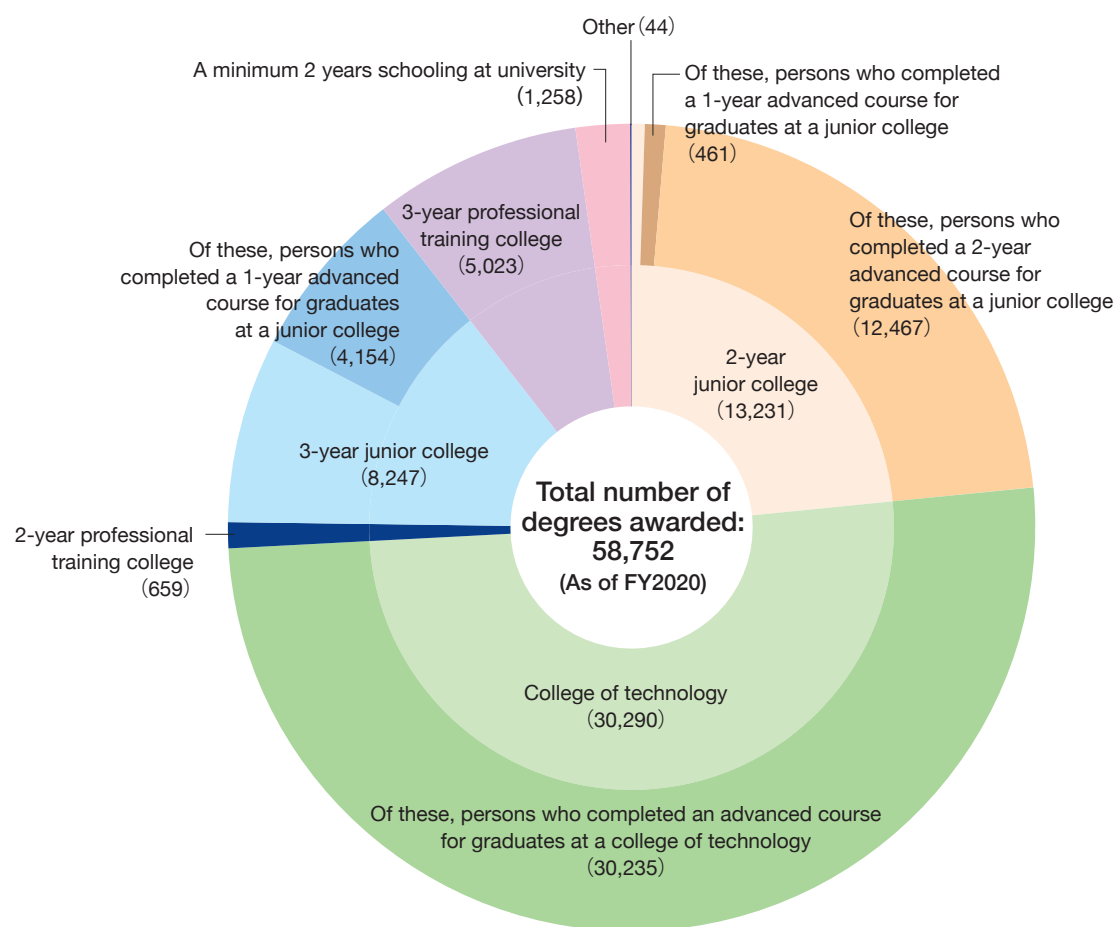 Other（44）
A minimum 2 years schooling at university
（1,258）
Of these, persons who completed
a 1-year advanced course for
graduates at a junior college
（461）
3-year professional
training college
（5,023）
Of these, persons who
completed a 2-year
advanced course for
graduates at a junior college
（12,467）
Of these, persons who
completed a 1-year advanced
course for graduates
at a junior college
（4,154）
2-year
junior college
（13,231）
3-year junior college
（8,247）
Total number of
degrees awarded:
58,752
(As of FY2020)
2-year professional
training college
（659）
College of technology
（30,290）
Of these, persons who completed an advanced course
for graduates at a college of technology
（30,235）